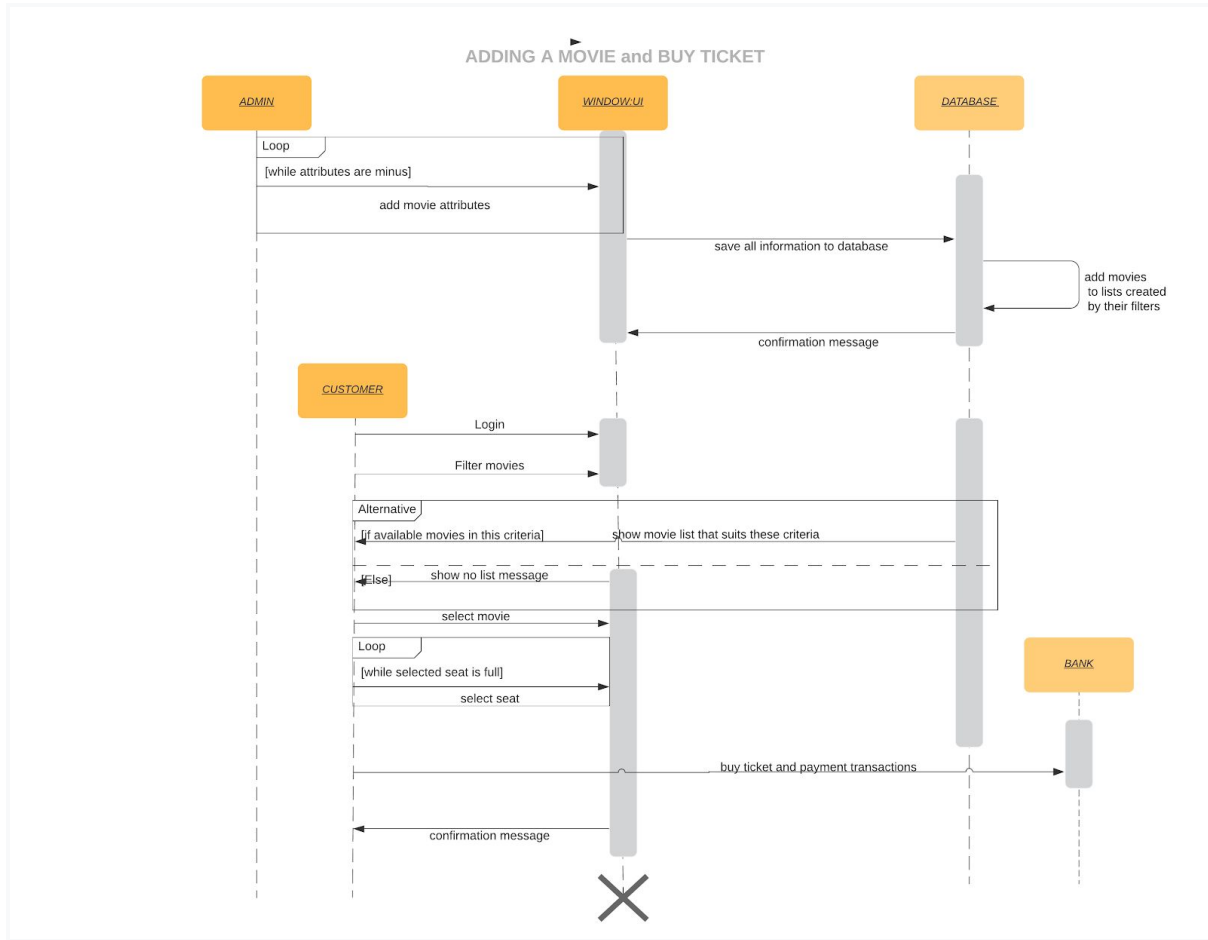 ADDING A MOVIE and BUY TICKET
ADMIN
WINDOW:UI
DATABASE
Loop
[while attributes are minus]
add movie attributes
save all information to database
add movies
to lists created
by their filters
confirmation message
CUSTOMER
Login
Filter movies
Alternative
[if available movies in this criteria]
show movie list that suits these criteria
[Else]
show no list message
select movie
Loop
[while selected seat is full]
select seat
BANK
buy ticket and payment transactions
confirmation message